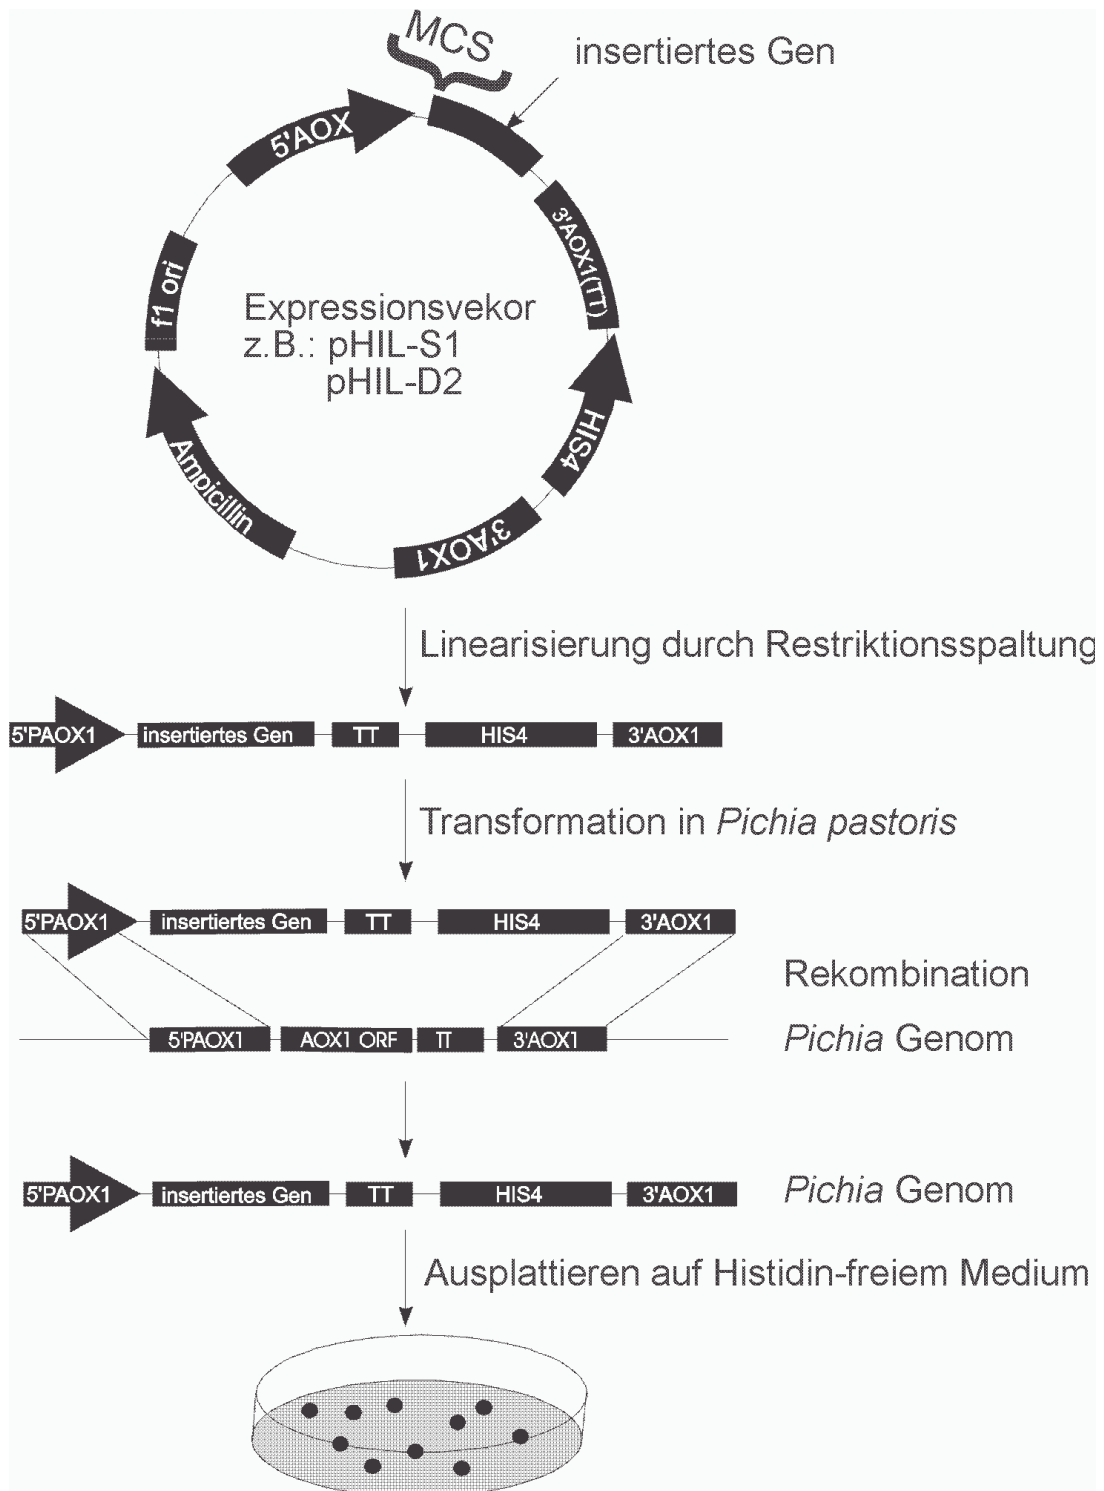 MCS
insertiertes Gen
5'AOX
3'AOX1(TT)
f1 ori
Expressionsvekor
z.B.: pHIL-S1
pHIL-D2
HIS4
Ampicillin
3'AOX1
Linearisierung durch Restriktionsspaltung
5'PAOX1 insertiertes Gen TT HIS4 3'AOX1
Transformation in Pichia pastoris
5'PAOX1 insertiertes Gen TT HIS4 3'AOX1
Rekombination
5'PAOX1 AOX1 ORF TT 3'AOX1 Pichia Genom
5'PAOX1 insertiertes Gen TT HIS4 3'AOX1 Pichia Genom
Ausplattieren auf Histidin-freiem Medium